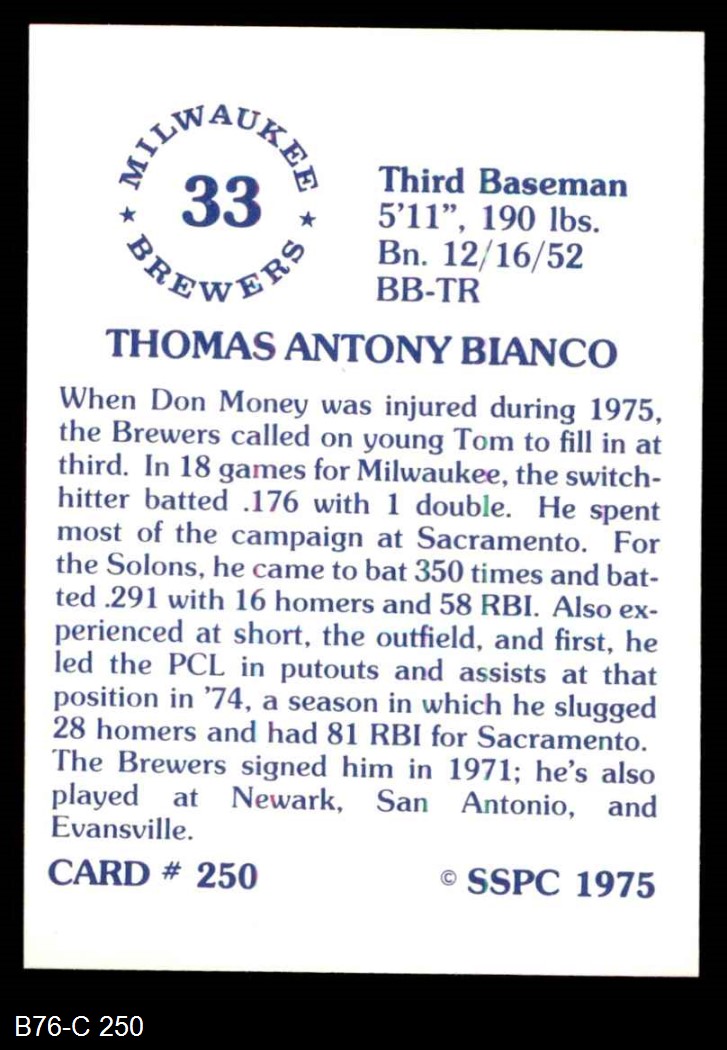 MILWAUKEE
33
BREWERS
Third Baseman
5'11”, 190 lbs.
Bn. 12/16/52
BB-TR
THOMAS ANTONY BIANCO
When Don Money was injured during 1975,
the Brewers called on young Tom to fill in at
third. In 18 games for Milwaukee, the switch-
hitter batted .176 with 1 double. He spent
most of the campaign at Sacramento. For
the Solons, he came to bat 350 times and bat-
ted .291 with 16 homers and 58 RBI. Also ex-
perienced at short, the outfield, and first, he
led the PCL in putouts and assists at that
position in '74, a season in which he slugged
28 homers and had 81 RBI for Sacramento.
The Brewers signed him in 1971; he's also
played at Newark, San Antonio, and
Evansville.
CARD # 250
© SSPC 1975
B76-C 250